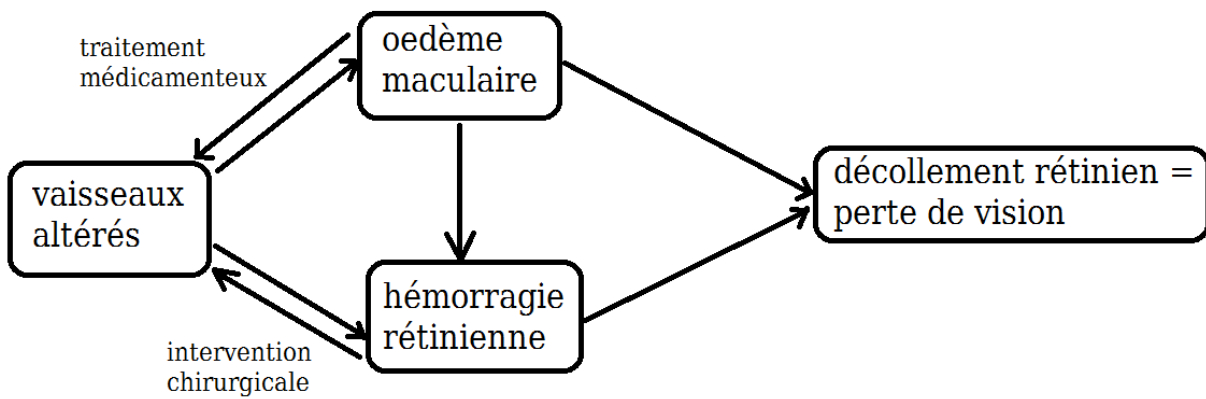 traitement
médicamenteux
oedème
maculaire
vaisseaux
altérés
décollement rétinien =
perte de vision
hémorragie
rétinienne
intervention
chirurgicale